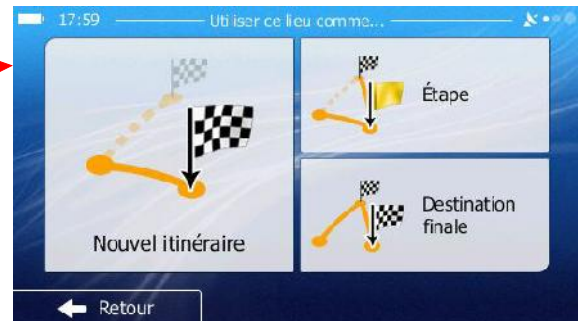 17:59
Utiliser ce lieu comme...
Nouvel itinéraire
Étape
Destination
finale
Retour